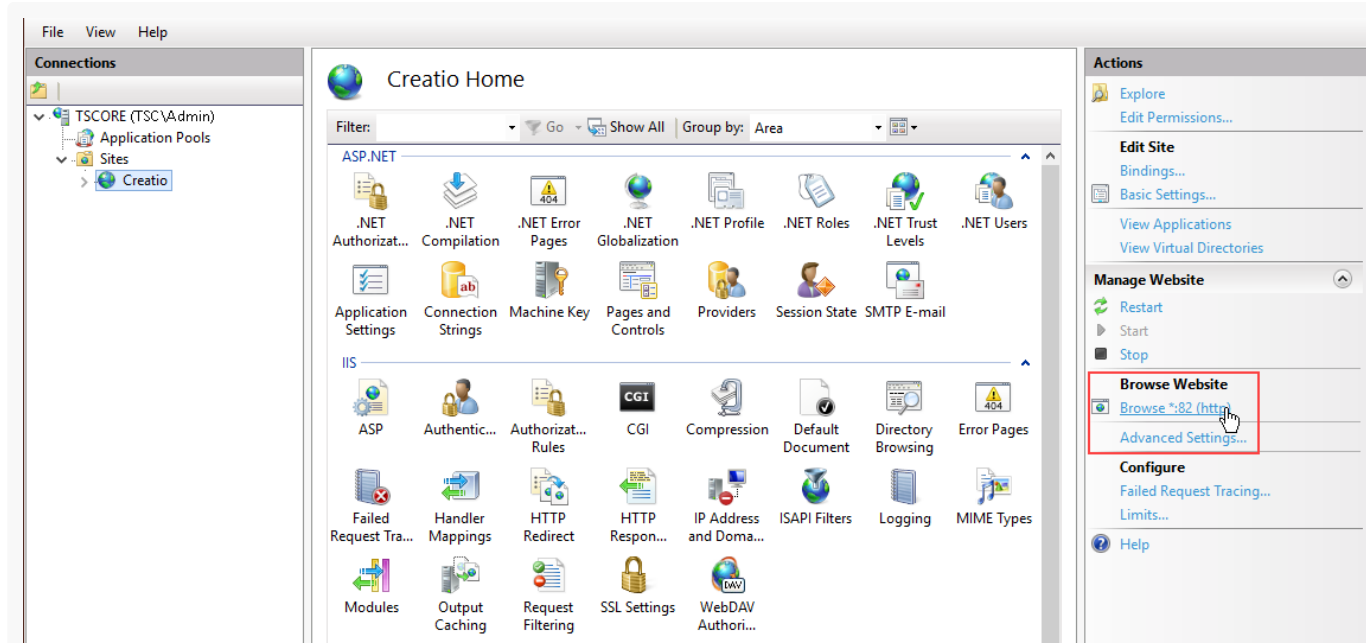 File View Help
Connections
TSCORE (TSC\Admin)
Application Pools
Sites
Creatio
Creatio Home
Filter: Go Show All Group by: Area
ASP.NET
.NET Authorizat...
.NET Compilation
.NET Error Pages
.NET Globalization
.NET Profile
.NET Roles
.NET Trust Levels
.NET Users
Application Settings
Connection Strings
Machine Key
Pages and Controls
Providers
Session State
SMTP E-mail
IIS
ASP
Authentic...
Authorizat... Rules
CGI
Compression
Default Document
Directory Browsing
Error Pages
Failed Request Tra...
Handler Mappings
HTTP Redirect
HTTP Respon...
IP Address and Doma...
ISAPI Filters
Logging
MIME Types
Modules
Output Caching
Request Filtering
SSL Settings
WebDAV Authori...
404
ab
CGI
404
DAV
Actions
Explore
Edit Permissions...
Edit Site
Bindings...
Basic Settings...
View Applications
View Virtual Directories
Manage Website
Restart
Start
Stop
Browse Website
Browse *:82 (http)
Advanced Settings...
Configure
Failed Request Tracing...
Limits...
Help